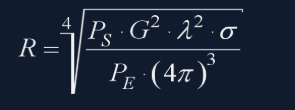 R = ⁴√((P_S · G² · λ² · σ) / (P_E · (4π)³))